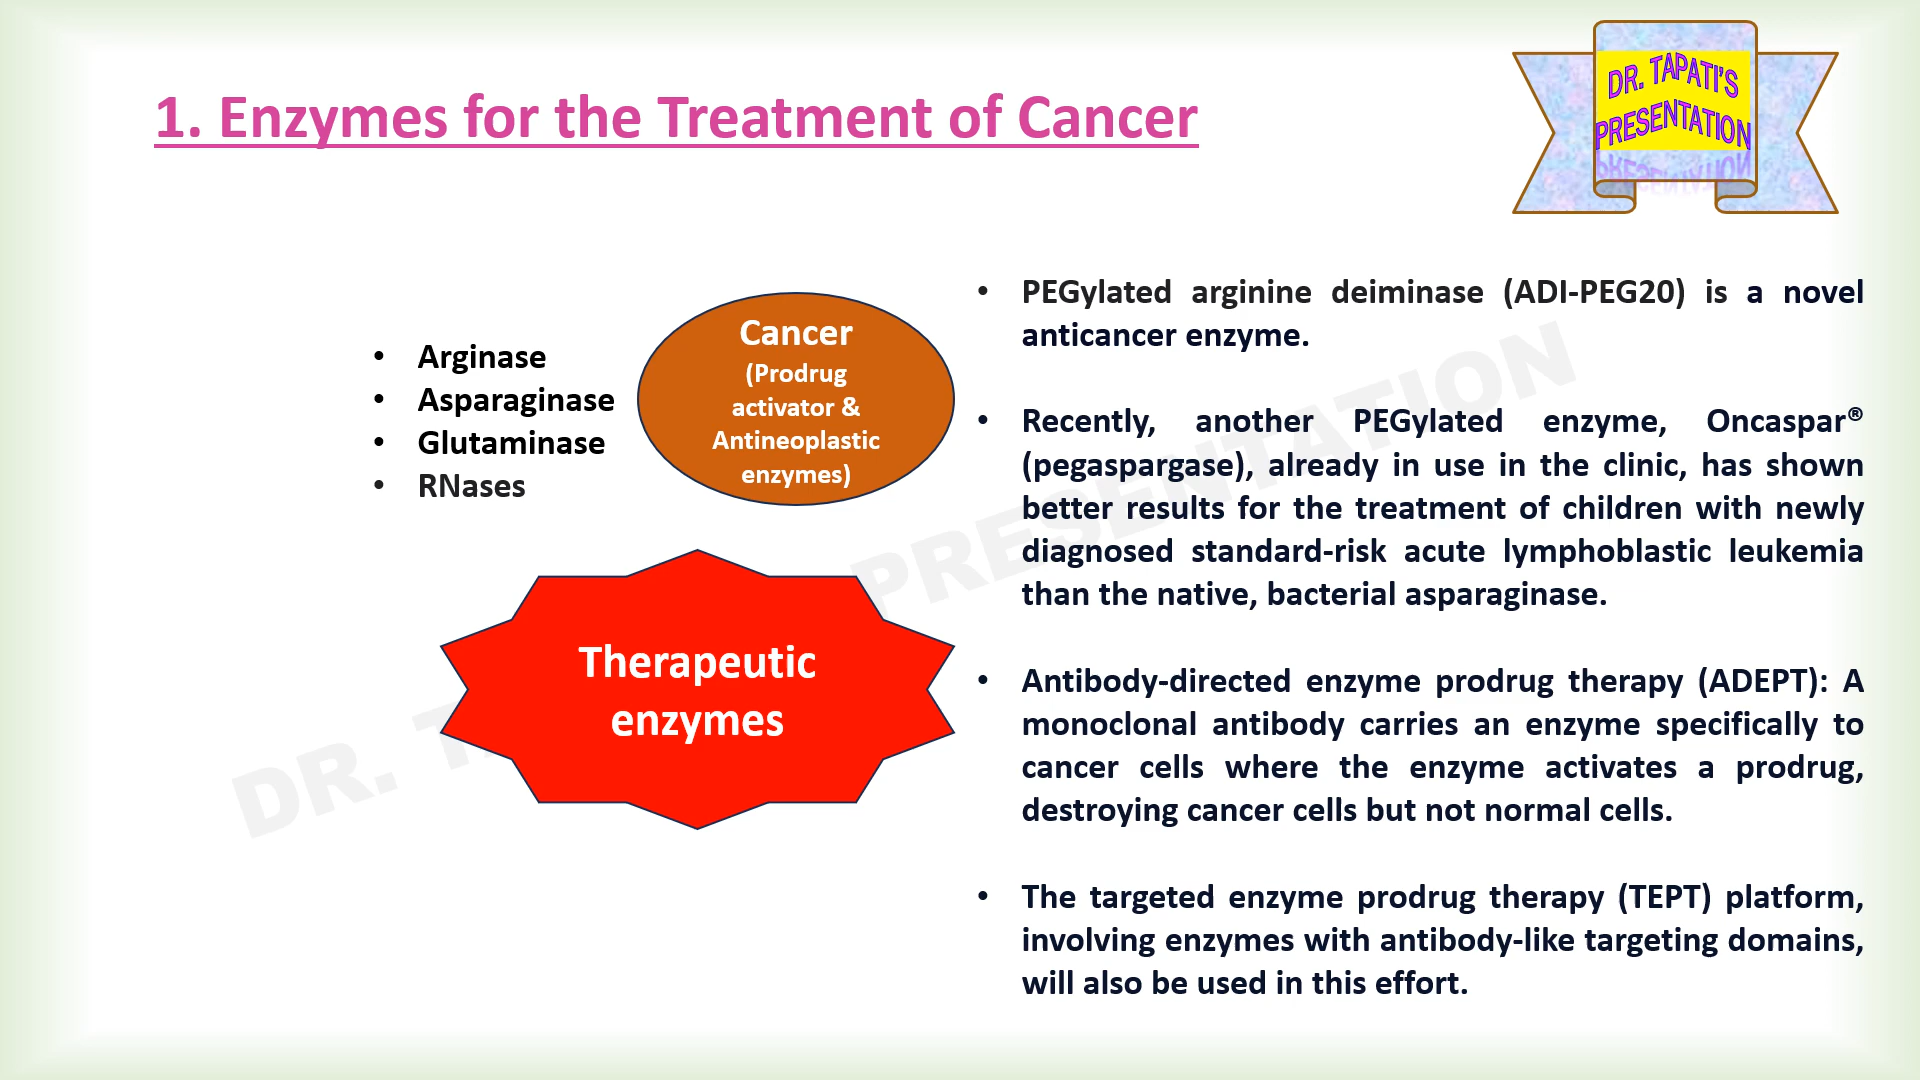 1. Enzymes for the Treatment of Cancer
DR. TAPATI'S
PRESENTATION
• Arginase
• Asparaginase
• Glutaminase
• RNases
Cancer
(Prodrug
activator &
Antineoplastic
enzymes)
Therapeutic
enzymes
• PEGylated arginine deiminase (ADI-PEG20) is a novel
anticancer enzyme.
• Recently, another PEGylated enzyme, Oncaspar®
(pegaspargase), already in use in the clinic, has shown
better results for the treatment of children with newly
diagnosed standard-risk acute lymphoblastic leukemia
than the native, bacterial asparaginase.
• Antibody-directed enzyme prodrug therapy (ADEPT): A
monoclonal antibody carries an enzyme specifically to
cancer cells where the enzyme activates a prodrug,
destroying cancer cells but not normal cells.
• The targeted enzyme prodrug therapy (TEPT) platform,
involving enzymes with antibody-like targeting domains,
will also be used in this effort.
DR. PRESENTATION